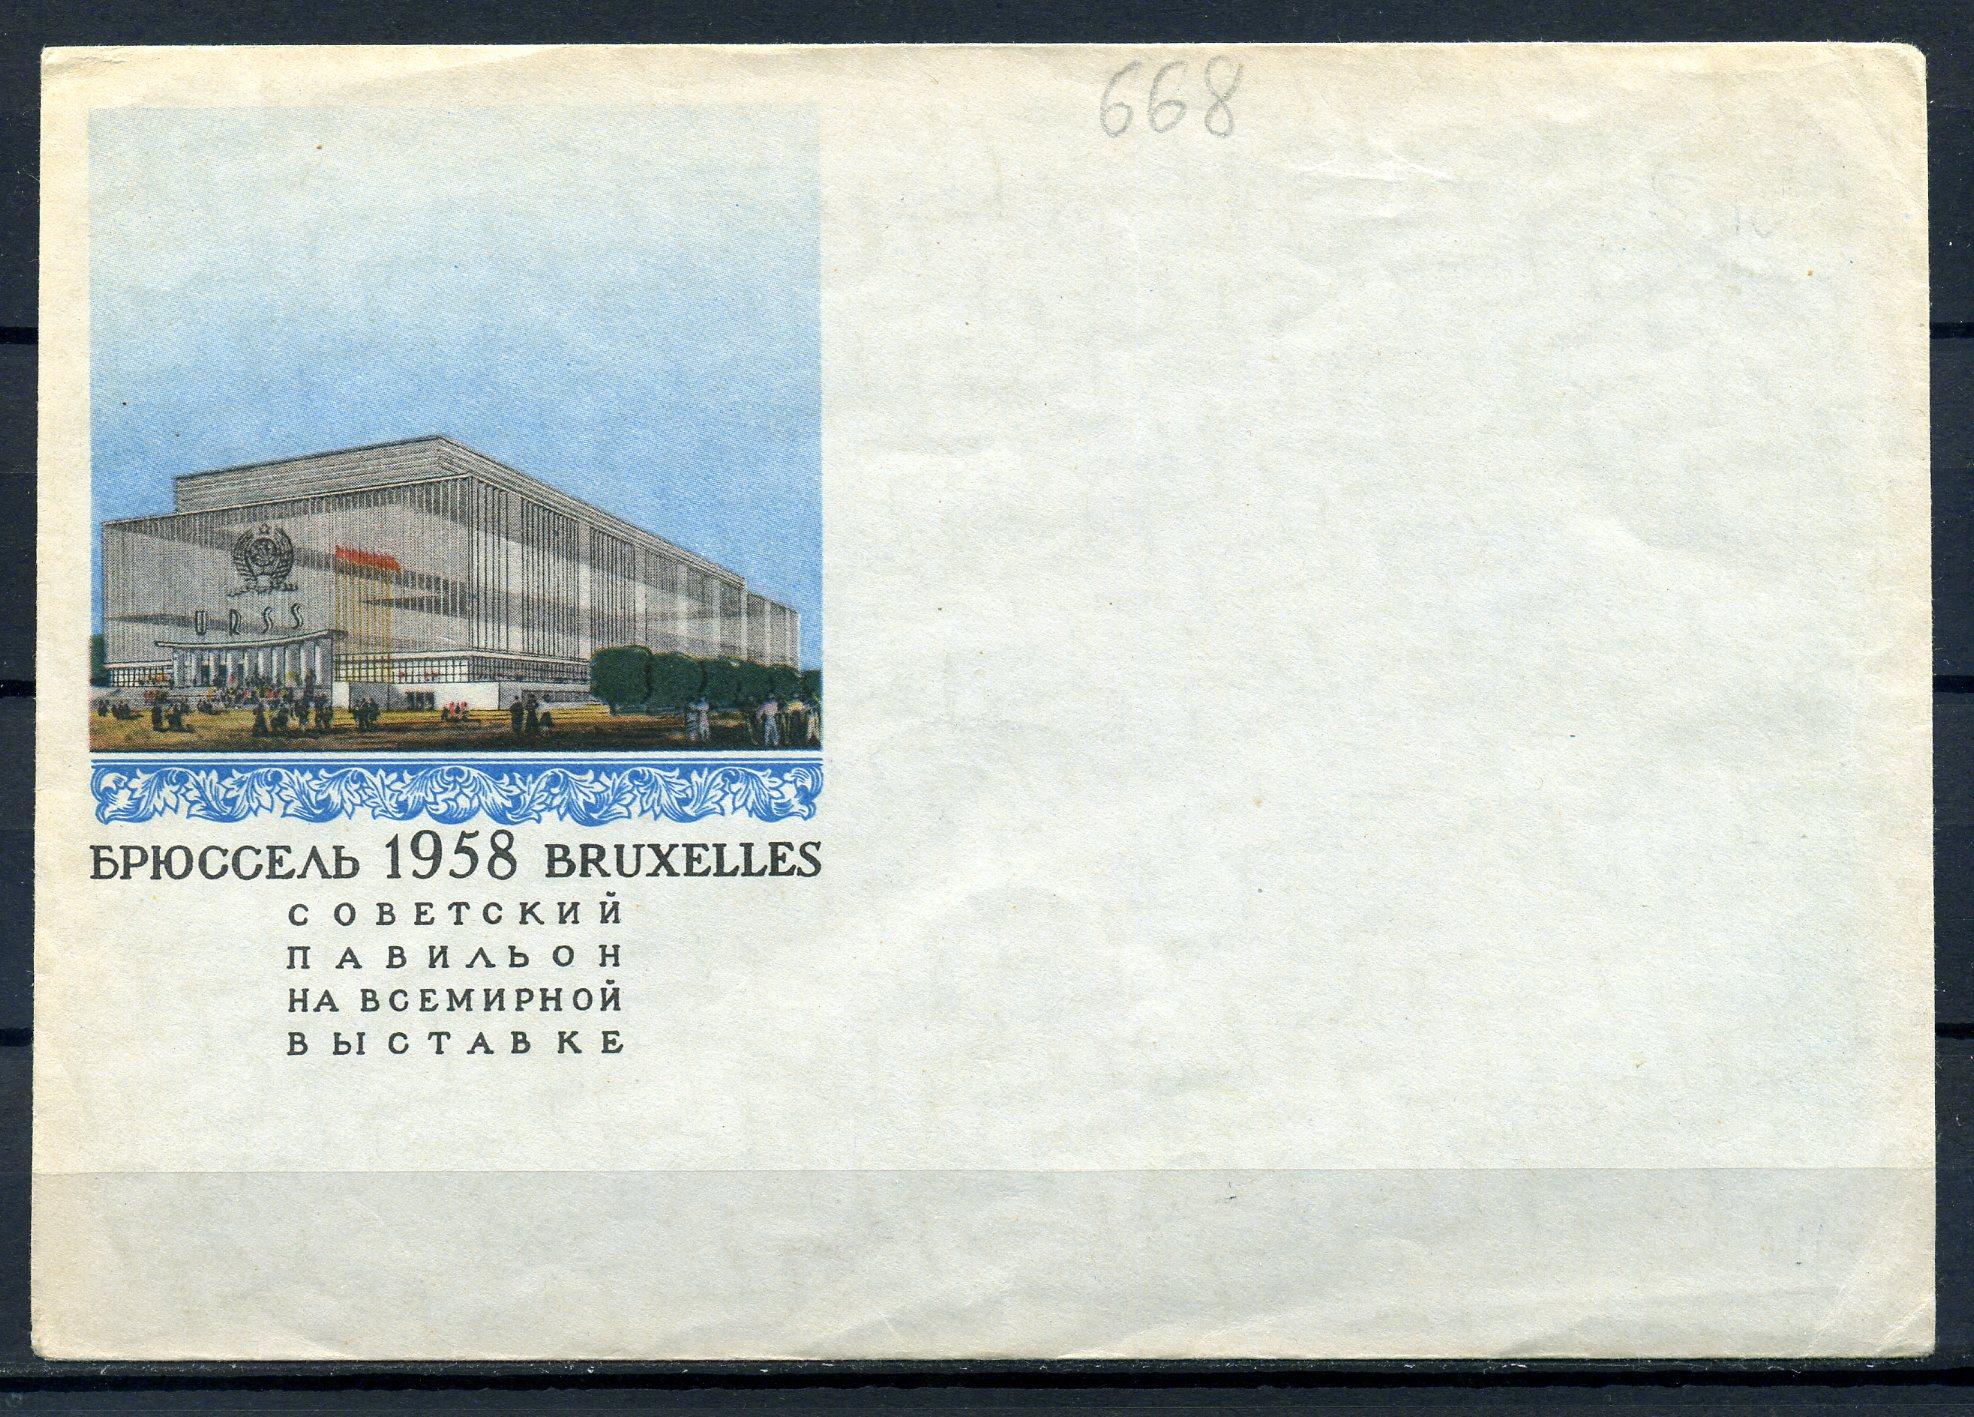 668
URSS
БРЮССЕЛЬ 1958 BRUXELLES
СОВЕТСКИЙ
ПАВИЛЬОН
НА ВСЕМИРНОЙ
ВЫСТАВКЕ